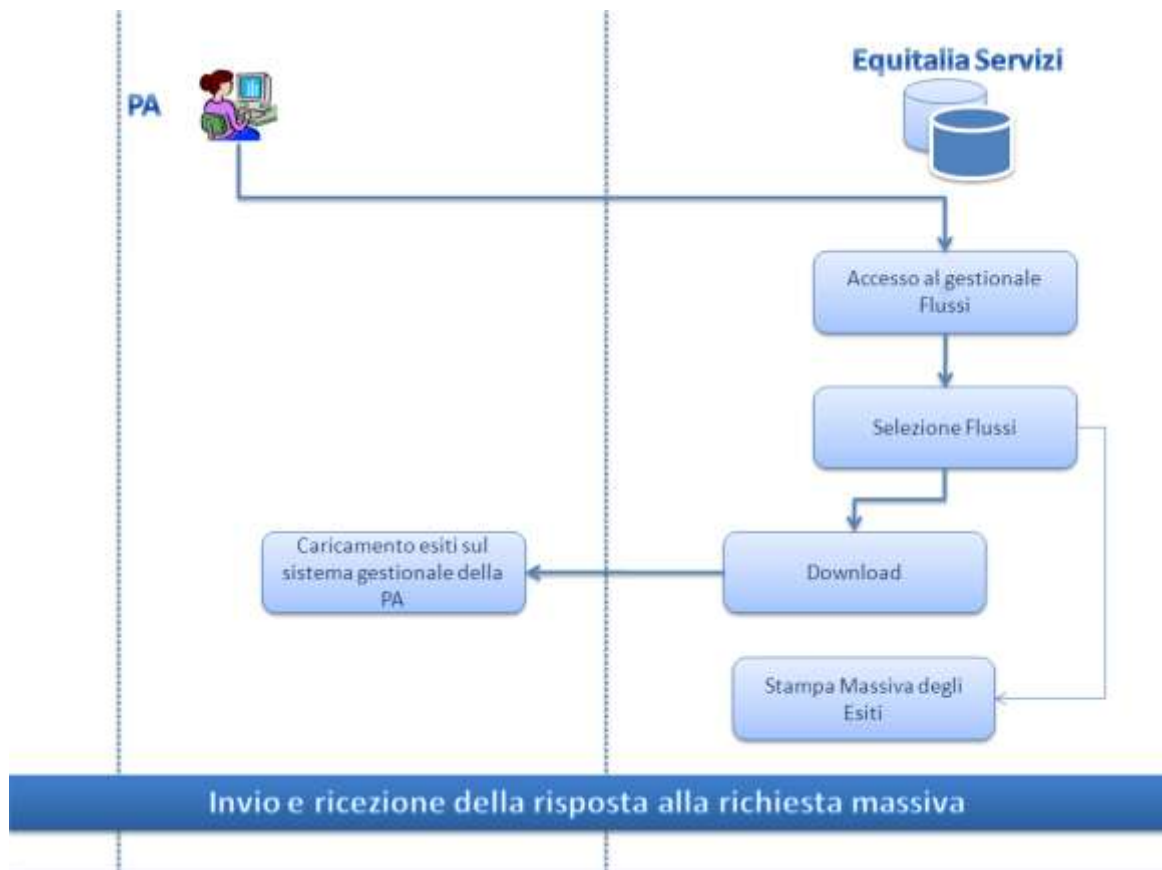 Equitalia Servizi
PA
Accesso al gestionale
Flussi
Selezione Flussi
Caricamento esiti sul
sistema gestionale della
PA
Download
Stampa Massiva degli
Esiti
Invio e ricezione della risposta alla richiesta massiva